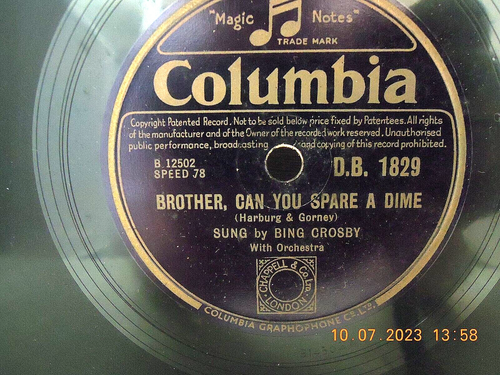 "Magic Notes"
TRADE MARK
Columbia
Copyright Patented Record. Not to be sold below price fixed by Patentees. All rights
of the manufacturer and of the Owner of the recorded work reserved. Unauthorised
public performance, broadcasting and copying of this record prohibited.
B.12502
SPEED 78
D.B. 1829
BROTHER, CAN YOU SPARE A DIME
(Harburg & Gorney)
SUNG by BING CROSBY
With Orchestra
CHAPPELL & Co. Ltd.
LONDON
COLUMBIA GRAPHOPHONE Co. LTD.
10.07.2023 13:58